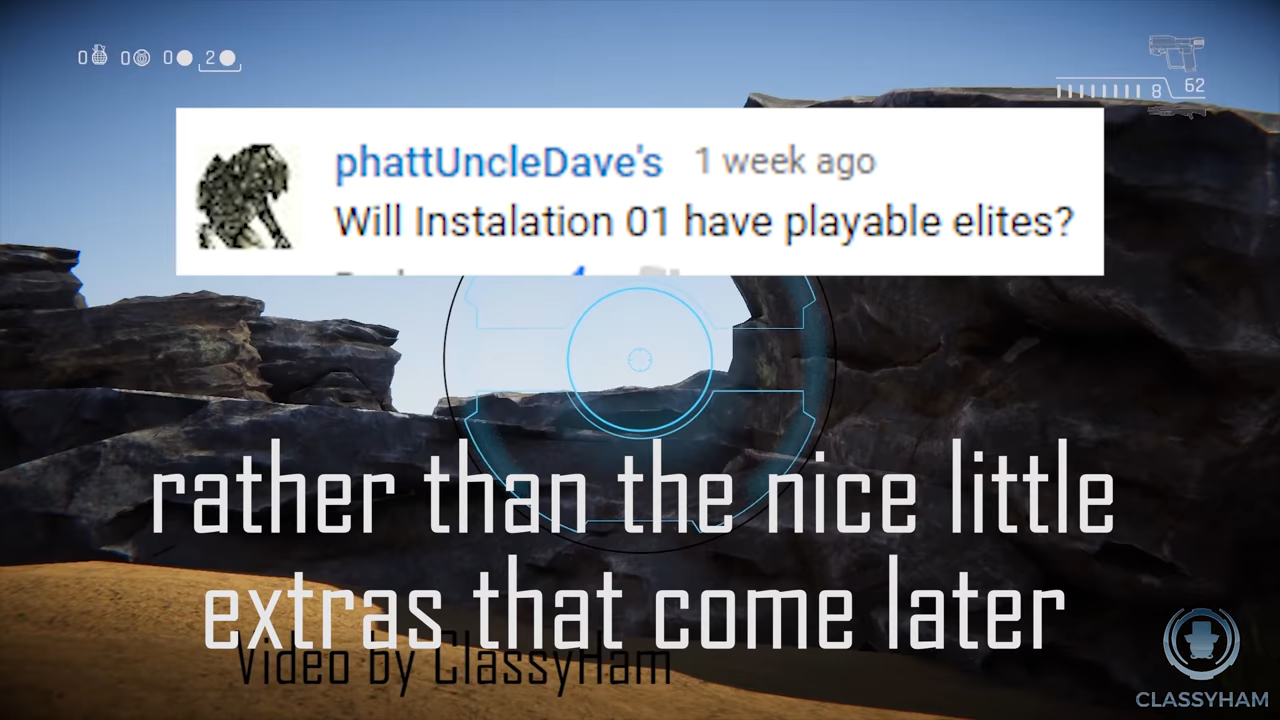 0 0 0 2
8 62
phattUncleDave's 1 week ago
Will Instalation 01 have playable elites?
rather than the nice little
extras that come later
Video by ClassyHam
CLASSYHAM